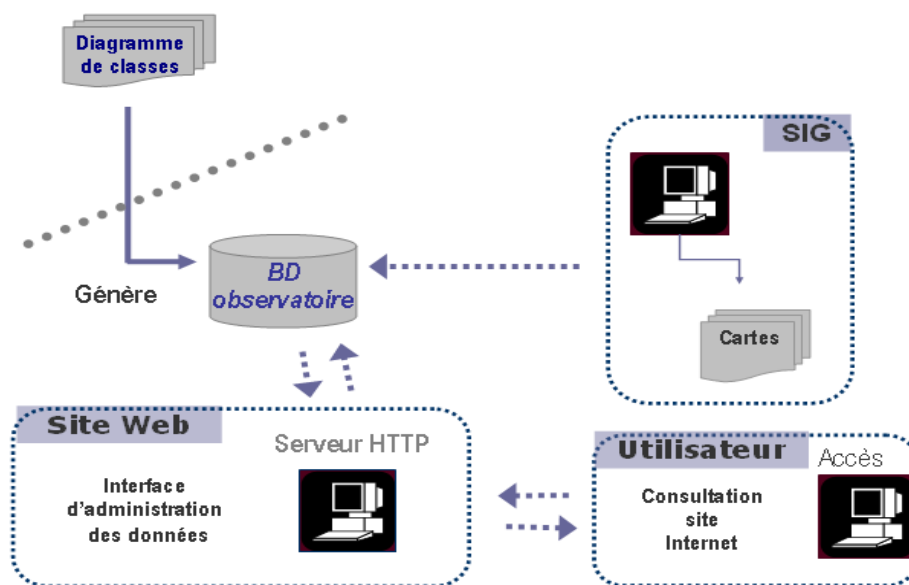 Diagramme
de classes
SIG
BD
observatoire
Génère
Cartes
Site Web
Serveur HTTP
Interface
d'administration
des données
Utilisateur
Accès
Consultation
site
Internet